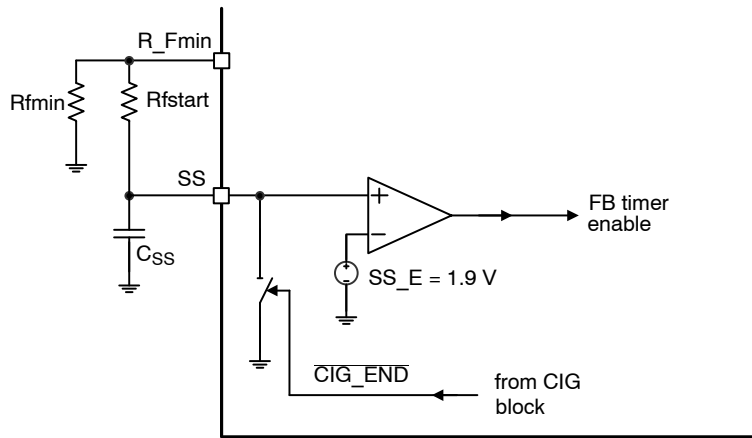 R_Fmin
Rfmin
Rfstart
SS
CSS
+
−
FB timer
enable
+
-
SS_E = 1.9 V
CIG_END
from CIG
block